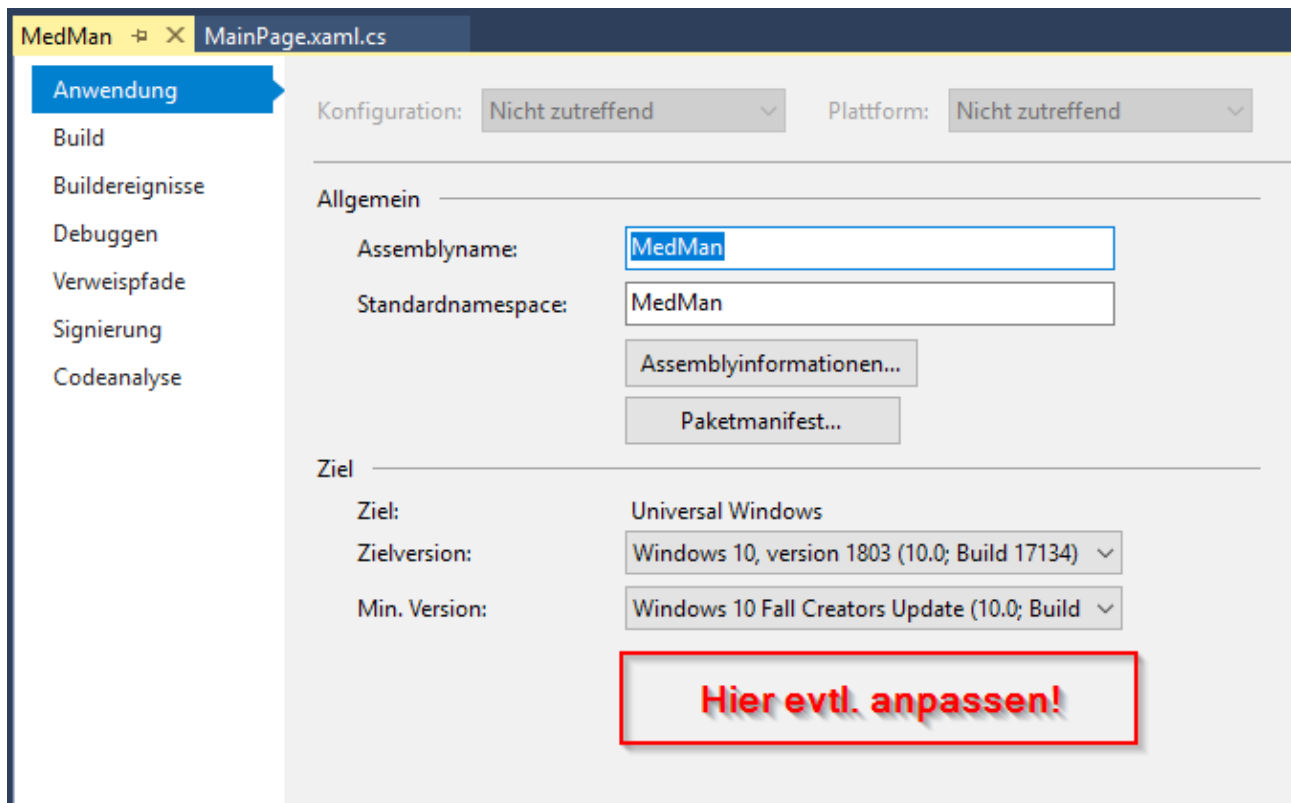 MedMan MainPage.xaml.cs
Anwendung
Build
Buildereignisse
Debuggen
Verweispfade
Signierung
Codeanalyse
Konfiguration: Nicht zutreffend Plattform: Nicht zutreffend
Allgemein
Assemblyname: MedMan
Standardnamespace: MedMan
Assemblyinformationen...
Paketmanifest...
Ziel
Ziel: Universal Windows
Zielversion: Windows 10, version 1803 (10.0; Build 17134)
Min. Version: Windows 10 Fall Creators Update (10.0; Build
Hier evtl. anpassen!